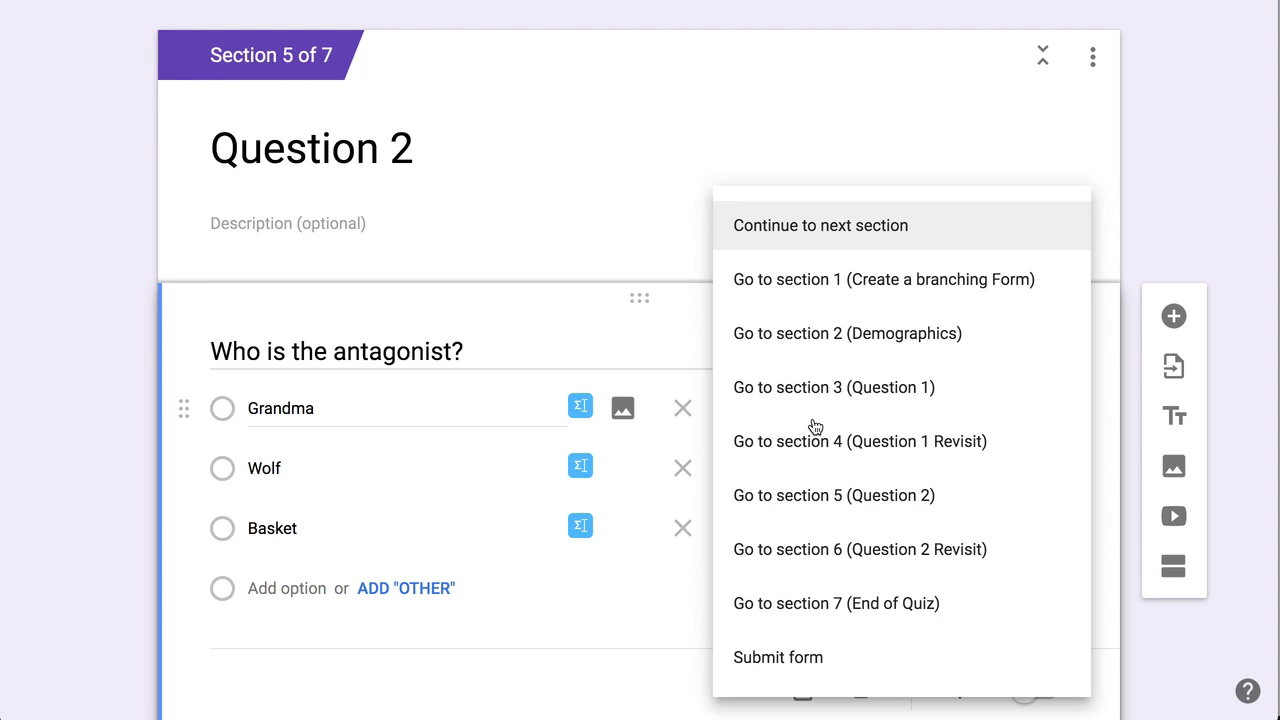 Section 5 of 7
Question 2
Description (optional)
Who is the antagonist?
Grandma
Wolf
Basket
Add option or ADD "OTHER"
Continue to next section
Go to section 1 (Create a branching Form)
Go to section 2 (Demographics)
Go to section 3 (Question 1)
Go to section 4 (Question 1 Revisit)
Go to section 5 (Question 2)
Go to section 6 (Question 2 Revisit)
Go to section 7 (End of Quiz)
Submit form